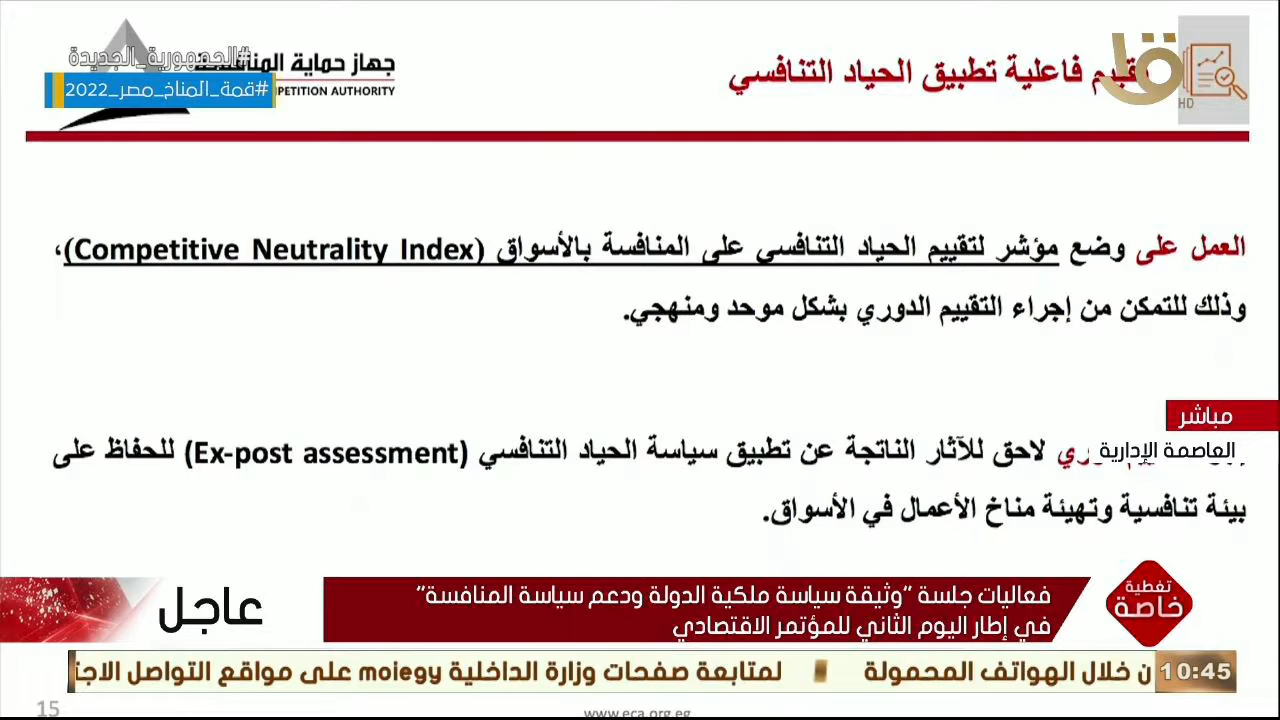 #الجمهورية_الجديدة
#قمة_المناخ_مصر_2022
جهاز حماية
COMPETITION AUTHORITY
تقييم فاعلية تطبيق الحياد التنافسي
HD
العمل على وضع مؤشر لتقييم الحياد التنافسي على المنافسة بالأسواق (Competitive Neutrality Index)،
وذلك للتمكن من إجراء التقييم الدوري بشكل موحد ومنهجي.
مباشر
العاصمة الإدارية
لاحق للآثار الناتجة عن تطبيق سياسة الحياد التنافسي (Ex-post assessment) للحفاظ على
بيئة تنافسية وتهيئة مناخ الأعمال في الأسواق.
تغطية
خاصة
فعاليات جلسة "وثيقة سياسة ملكية الدولة ودعم سياسة المنافسة"
في إطار اليوم الثاني للمؤتمر الاقتصادي
عاجل
10:45
ن خلال الهواتف المحمولة
لمتابعة صفحات وزارة الداخلية moiegy على مواقع التواصل الاجت
15
www.eca.org.eg